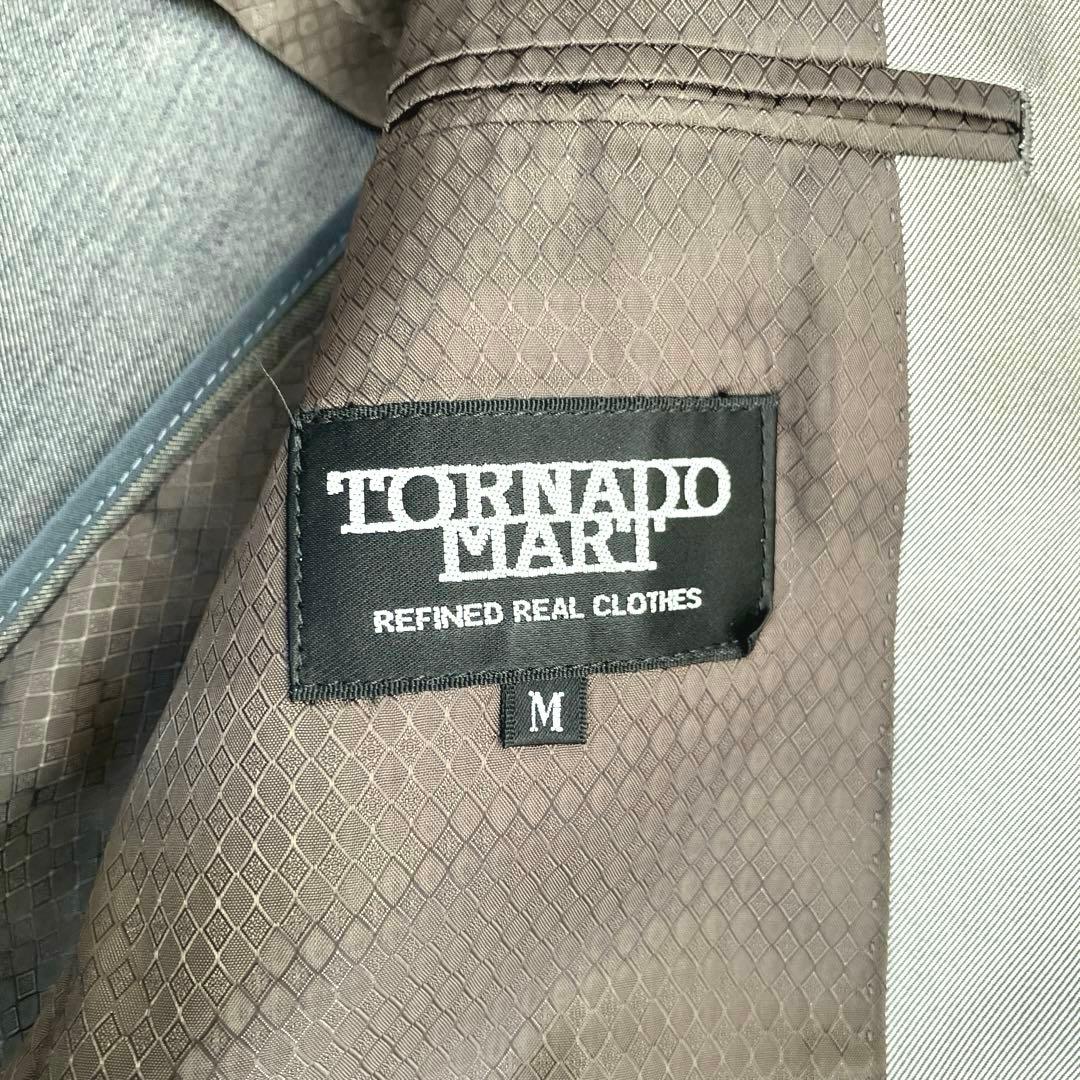 TORNADO
MART
REFINED REAL CLOTHES
M